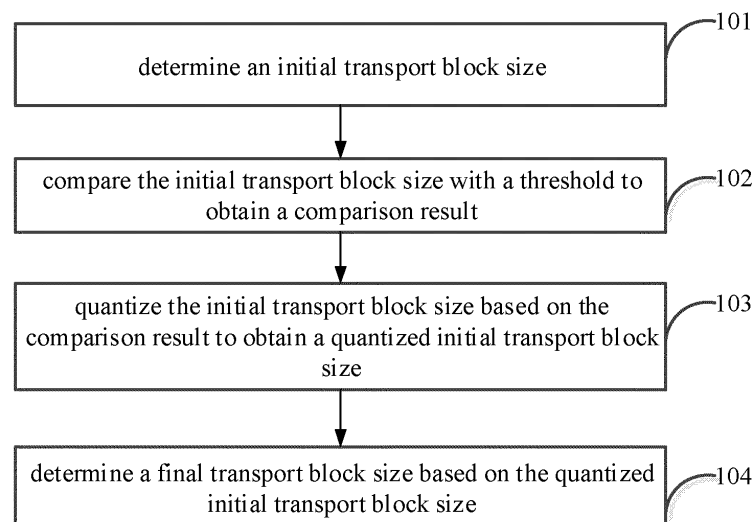 101
determine an initial transport block size
102
compare the initial transport block size with a threshold to
obtain a comparison result
103
quantize the initial transport block size based on the
comparison result to obtain a quantized initial transport block
size
104
determine a final transport block size based on the quantized
initial transport block size